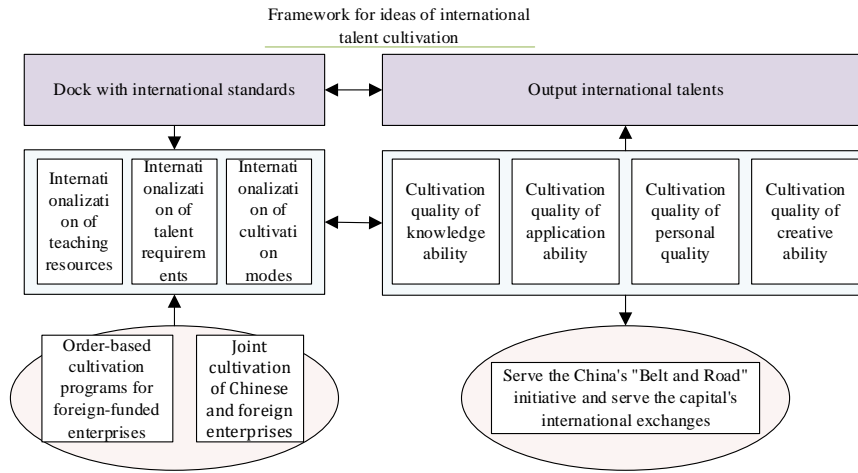 Framework for ideas of international
talent cultivation
Dock with international standards
Output international talents
Internati
onalizati
on of
teaching
resources
Internati
onalizati
on of
talent
requirem
ents
Internati
onalizati
on of
cultivati
on
modes
Cultivation
quality of
knowledge
ability
Cultivation
quality of
application
ability
Cultivation
quality of
personal
quality
Cultivation
quality of
creative
ability
Order-based
cultivation
programs for
foreign-funded
enterprises
Joint
cultivation
of Chinese
and foreign
enterprises
Serve the China's "Belt and Road"
initiative and serve the capital's
international exchanges